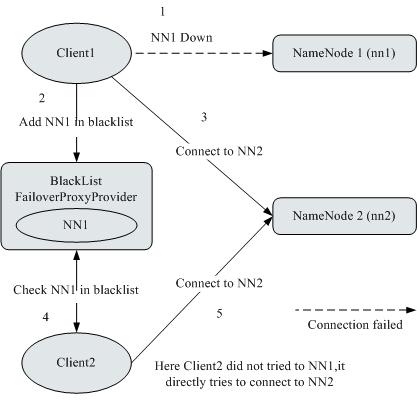 1
NN1 Down
Client1
NameNode 1 (nn1)
2
Add NN1 in blacklist
3
Connect to NN2
BlackList
FailoverProxyProvider
NN1
NameNode 2 (nn2)
Check NN1 in blacklist
Connect to NN2
4
5
Connection failed
Client2
Here Client2 did not tried to NN1,it
directly tries to connect to NN2